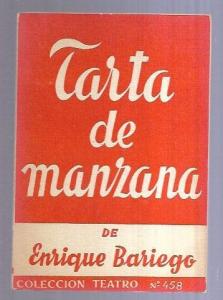 Tarta
de
manzana
DE
Enrique Bariego
COLECCION TEATRO Nº 458